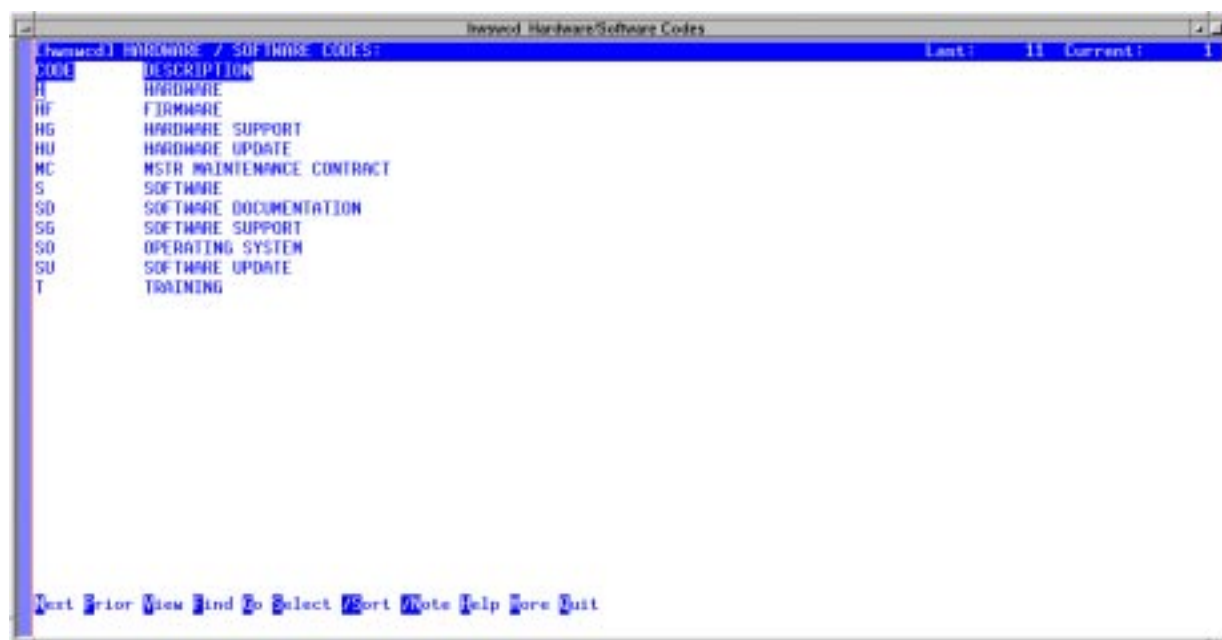 hwswcd Hardware/Software Codes
[hwswcd] HARDWARE / SOFTWARE CODES: Last: 11 Current: 1
CODE DESCRIPTION
H HARDWARE
HF FIRMWARE
HG HARDWARE SUPPORT
HU HARDWARE UPDATE
MC MSTR MAINTENANCE CONTRACT
S SOFTWARE
SD SOFTWARE DOCUMENTATION
SG SOFTWARE SUPPORT
SO OPERATING SYSTEM
SU SOFTWARE UPDATE
T TRAINING
Next Prior View Find Go Select /Sort /Note Help More Quit